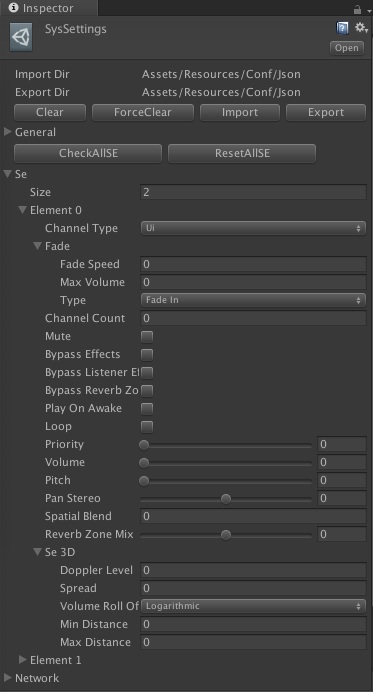 Inspector
SysSettings
Open
Import Dir Assets/Resources/Conf/Json
Export Dir Assets/Resources/Conf/Json
Clear ForceClear Import Export
General
CheckAllSE ResetAllSE
Se
Size 2
Element 0
Channel Type Ui
Fade
Fade Speed 0
Max Volume 0
Type Fade In
Channel Count 0
Mute
Bypass Effects
Bypass Listener Ef
Bypass Reverb Zo
Play On Awake
Loop
Priority 0
Volume 0
Pitch 0
Pan Stereo 0
Spatial Blend 0
Reverb Zone Mix 0
Se 3D
Doppler Level 0
Spread 0
Volume Roll Of Logarithmic
Min Distance 0
Max Distance 0
Element 1
Network